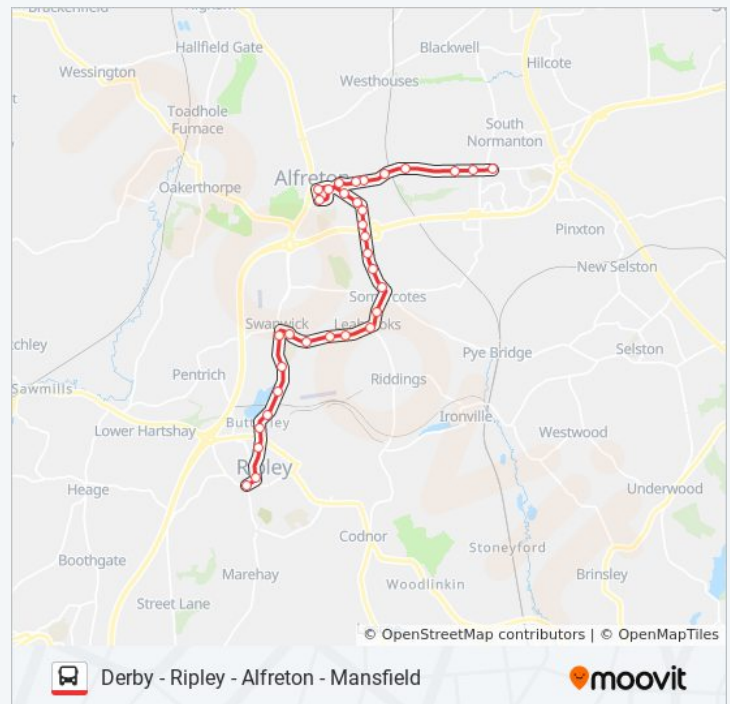 Hallfield Gate
Blackwell
Hilcote
Wessington
Westhouses
Toadhole
Furnace
South
Normanton
Alfreton
Oakerthorpe
Pinxton
New Selston
Somercotes
Swanwick
Leabrooks
Selston
Pye Bridge
Pentrich
Riddings
Sawmills
Ironville
Butterley
Lower Hartshay
Westwood
Ripley
Heage
Underwood
Codnor
Stoneyford
Boothgate
Marehay
Brinsley
Woodlinkin
Street Lane
© OpenStreetMap contributors | © OpenMapTiles
Derby - Ripley - Alfreton - Mansfield
moovit